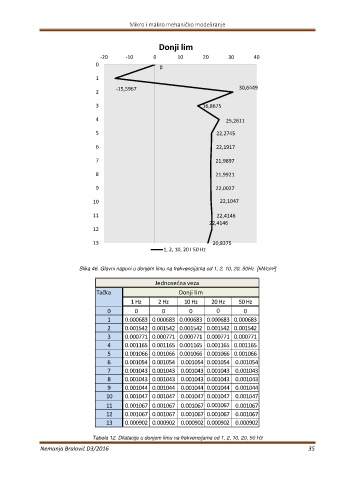 Mikro i makro mehaničko modeliranje
Donji lim
-20 -10 0 10 20 30 40
0
1
2
3
4
5
6
7
8
9
10
11
12
13
0
-15,5967
30,6449
16,8675
25,2611
22,2745
22,1917
21,9897
21,9921
22,0027
22,1047
22,4146
22,4146
20,8375
1, 2, 10, 20 I 50 Hz
Slika 46. Glavni naponi u donjem limu na frekvencijama od 1, 2, 10, 20, 50Hz [kN/cm²]
Jednosečna veza
Tačka Donji lim
1 Hz 2 Hz 10 Hz 20 Hz 50 Hz
0 0 0 0 0 0
1 0.000683 0.000683 0.000683 0.000683 0.000683
2 0.001542 0.001542 0.001542 0.001542 0.001542
3 0.000771 0.000771 0.000771 0.000771 0.000771
4 0.001165 0.001165 0.001165 0.001165 0.001165
5 0.001066 0.001066 0.001066 0.001066 0.001066
6 0.001054 0.001054 0.001054 0.001054 0.001054
7 0.001043 0.001043 0.001043 0.001043 0.001043
8 0.001043 0.001043 0.001043 0.001043 0.001043
9 0.001044 0.001044 0.001044 0.001044 0.001044
10 0.001047 0.001047 0.001047 0.001047 0.001047
11 0.001067 0.001067 0.001067 0.001067 0.001067
12 0.001067 0.001067 0.001067 0.001067 0.001067
13 0.000902 0.000902 0.000902 0.000902 0.000902
Tabela 12. Dilatacije u donjem limu na frekvencijama od 1, 2, 10, 20, 50 Hz
Nemanja Bralović D3/2016 35